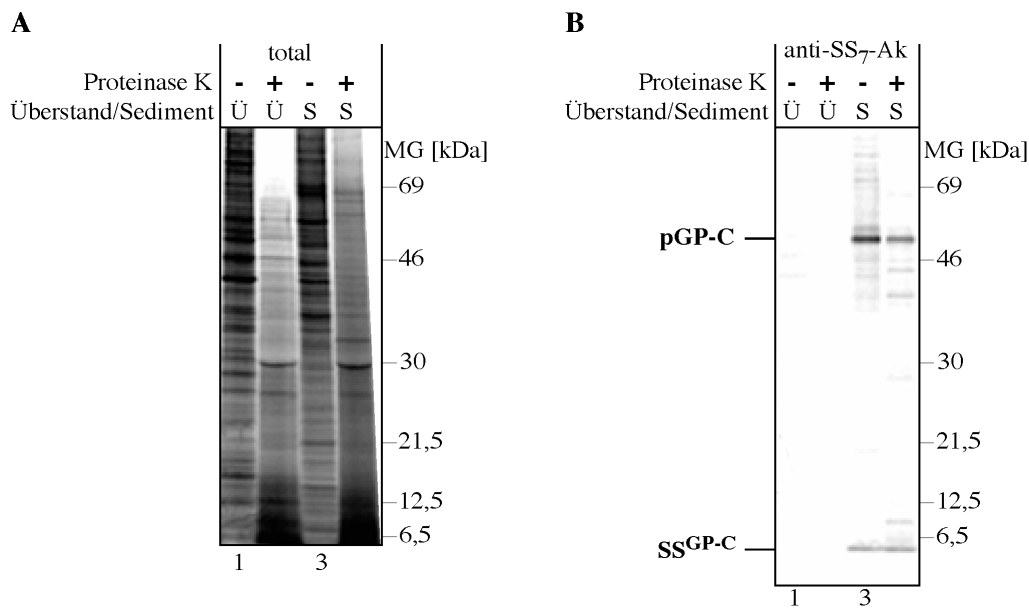 A
total
Proteinase K - + - +
Überstand/Sediment Ü Ü S S
MG [kDa]
69
46
30
21,5
12,5
6,5
1 3
B
anti-SS7-Ak
Proteinase K - + - +
Überstand/Sediment Ü Ü S S
MG [kDa]
69
pGP-C
46
30
21,5
12,5
6,5
SSGP-C
1 3